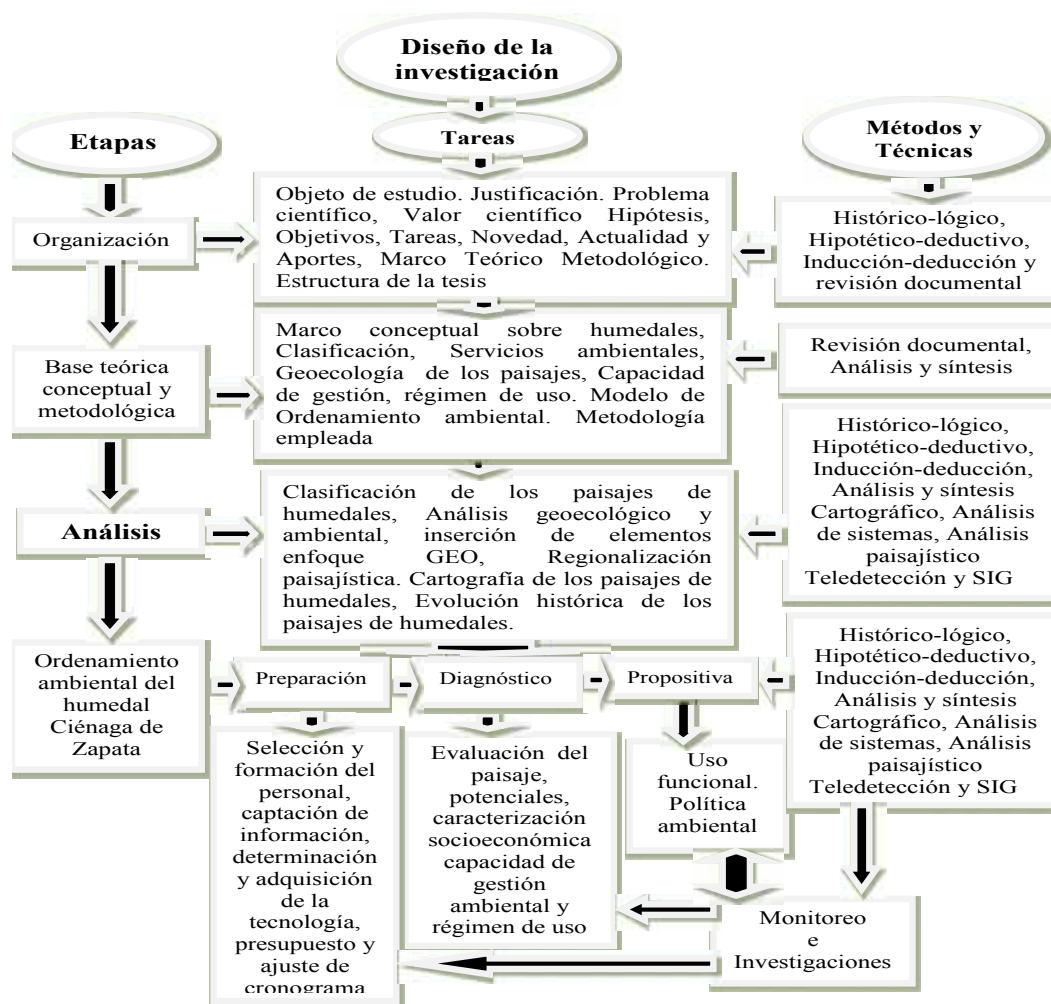 Diseño de la
investigación
Etapas
Tareas
Métodos y
Técnicas
Organización
Objeto de estudio. Justificación. Problema
científico, Valor científico Hipótesis,
Objetivos, Tareas, Novedad, Actualidad y
Aportes, Marco Teórico Metodológico.
Estructura de la tesis
Histórico-lógico,
Hipotético-deductivo,
Inducción-deducción y
revisión documental
Base teórica
conceptual y
metodológica
Marco conceptual sobre humedales,
Clasificación, Servicios ambientales,
Geoecología de los paisajes, Capacidad
de gestión, régimen de uso. Modelo de
Ordenamiento ambiental. Metodología
empleada
Revisión documental,
Análisis y síntesis
Análisis
Clasificación de los paisajes de
humedales, Análisis geoecológico y
ambiental, inserción de elementos
enfoque GEO, Regionalización
paisajística. Cartografía de los paisajes de
humedales, Evolución histórica de los
paisajes de humedales.
Histórico-lógico,
Hipotético-deductivo,
Inducción-deducción,
Análisis y síntesis
Cartográfico, Análisis
de sistemas, Análisis
paisajístico
Teledetección y SIG
Ordenamiento
ambiental del
humedal
Ciénaga de
Zapata
Preparación
Diagnóstico
Propositiva
Histórico-lógico,
Hipotético-deductivo,
Inducción-deducción,
Análisis y síntesis
Cartográfico, Análisis
de sistemas, Análisis
paisajístico
Teledetección y SIG
Selección y
formación del
personal,
captación de
información,
determinación
y adquisición
de la
tecnología,
presupuesto y
ajuste de
cronograma
Evaluación del
paisaje,
potenciales,
caracterización
socioeconómica
capacidad de
gestión
ambiental y
régimen de uso
Uso
funcional.
Política
ambiental
Monitoreo
e
Investigaciones